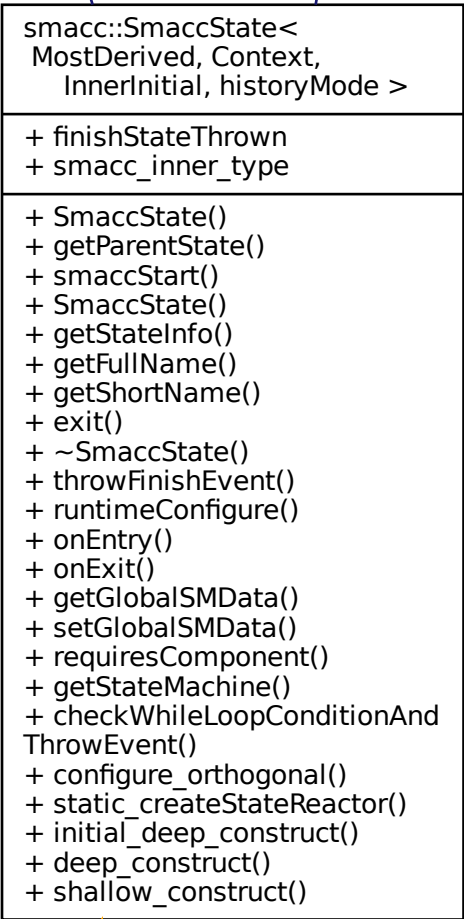 smacc::SmaccState<
MostDerived, Context,
InnerInitial, historyMode >
+ finishStateThrown
+ smacc_inner_type
+ SmaccState()
+ getParentState()
+ smaccStart()
+ SmaccState()
+ getStateInfo()
+ getFullName()
+ getShortName()
+ exit()
+ ~SmaccState()
+ throwFinishEvent()
+ runtimeConfigure()
+ onEntry()
+ onExit()
+ getGlobalSMData()
+ setGlobalSMData()
+ requiresComponent()
+ getStateMachine()
+ checkWhileLoopConditionAnd
ThrowEvent()
+ configure_orthogonal()
+ static_createStateReactor()
+ initial_deep_construct()
+ deep_construct()
+ shallow_construct()